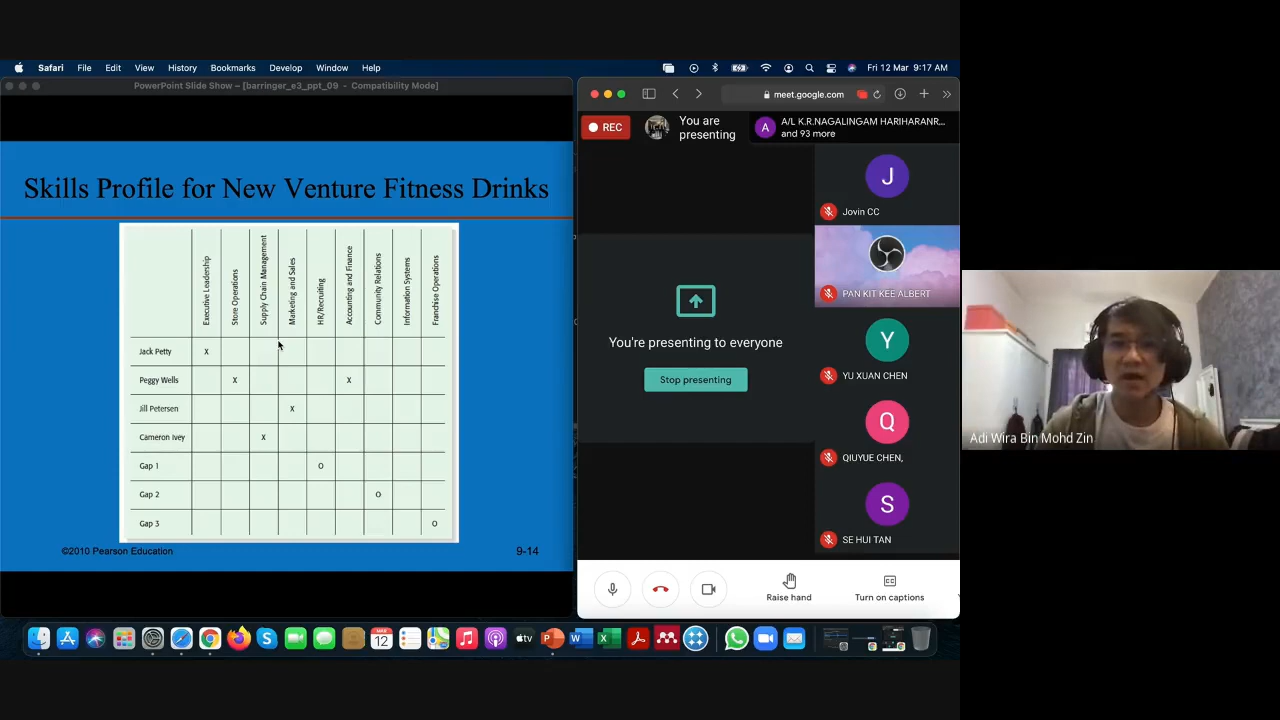 Safari File Edit View History Bookmarks Develop Window Help Fri 12 Mar 9:17 AM
PowerPoint Slide Show – [barringer_e3_ppt_09 - Compatibility Mode]
Skills Profile for New Venture Fitness Drinks
Executive Leadership
Store Operations
Supply Chain Management
Marketing and Sales
HR/Recruiting
Accounting and Finance
Community Relations
Information Systems
Franchise Operations
Jack Petty X
Peggy Wells X X
Jill Petersen X
Cameron Ivey X
Gap 1 O
Gap 2 O
Gap 3 O
©2010 Pearson Education 9-14
meet.google.com
REC
You are
presenting
A
A/L K.R.NAGALINGAM HARIHARANR...
and 93 more
You're presenting to everyone
Stop presenting
J
Jovin CC
PAN KIT KEE ALBERT
Y
YU XUAN CHEN
Q
QIUYUE CHEN,
S
SE HUI TAN
Raise hand
Turn on captions
Adi Wira Bin Mohd Zin
MAR
12
tv